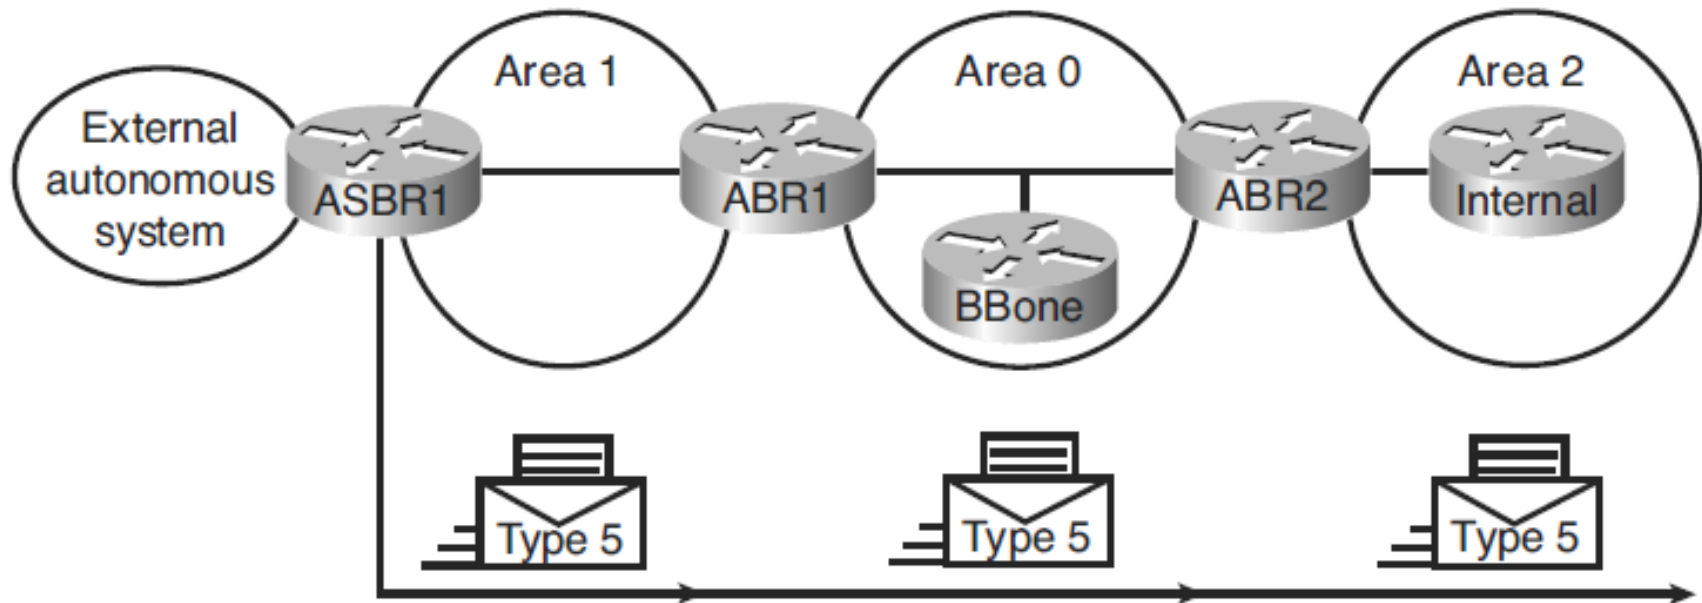 Area 1
Area 0
Area 2
External
autonomous
system
ASBR1
ABR1
ABR2
Internal
BBone
Type 5
Type 5
Type 5